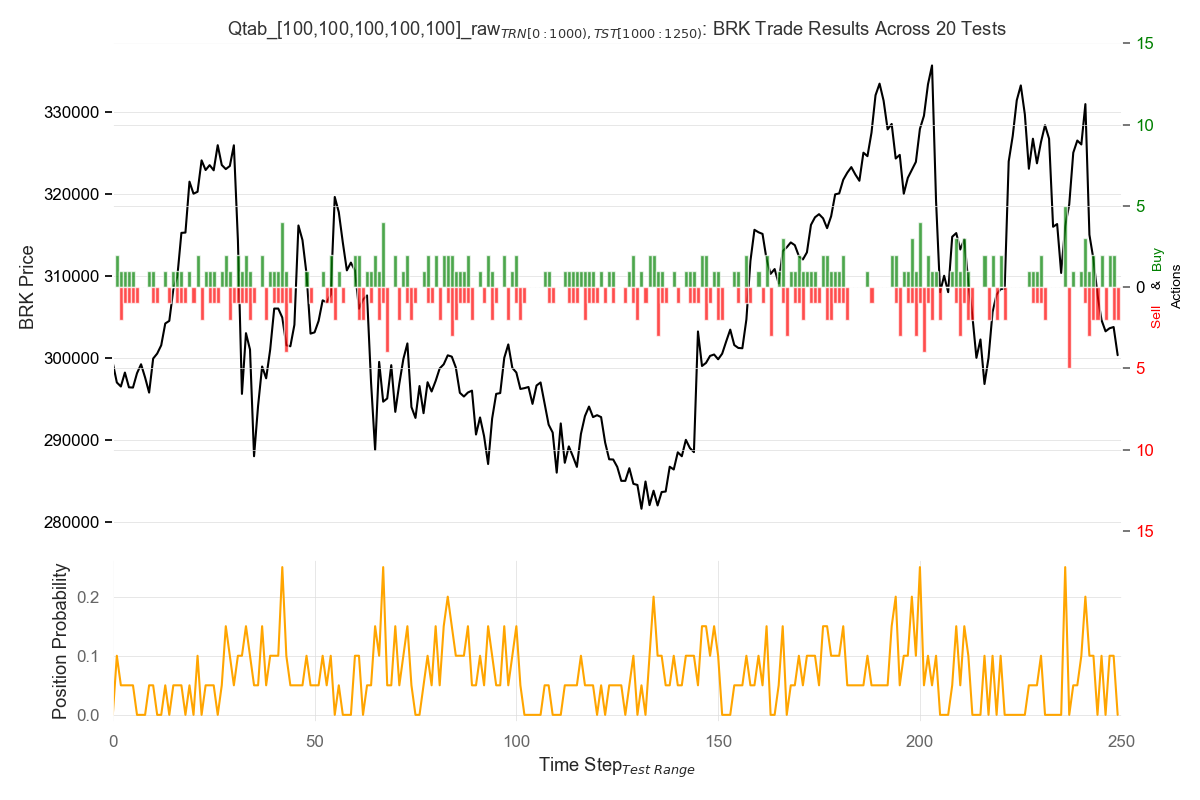 Qtab_[100,100,100,100,100]_raw_TRN[0:1000),TST[1000:1250): BRK Trade Results Across 20 Tests
BRK Price
330000
320000
310000
300000
290000
280000
15
10
5
0
5
10
15
Sell & Buy
Actions
Position Probability
0.2
0.1
0.0
0 50 100 150 200 250
Time Step Test Range